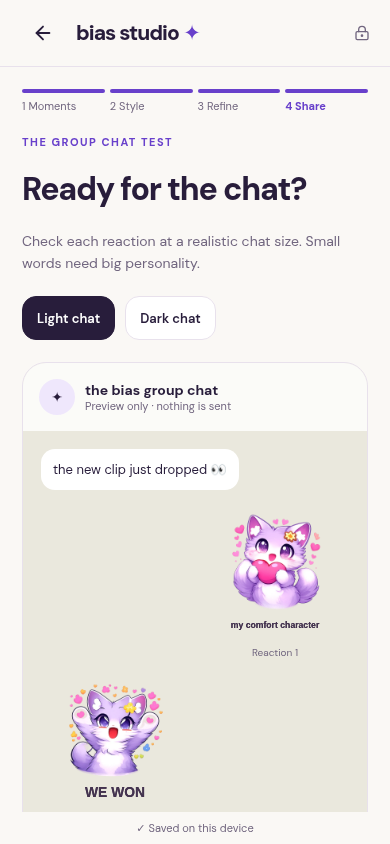 bias studio
1 Moments
2 Style
3 Refine
4 Share
THE GROUP CHAT TEST
Ready for the chat?
Check each reaction at a realistic chat size. Small
words need big personality.
Light chat
Dark chat
the bias group chat
Preview only · nothing is sent
the new clip just dropped 👀
my comfort character
Reaction 1
WE WON
✓ Saved on this device